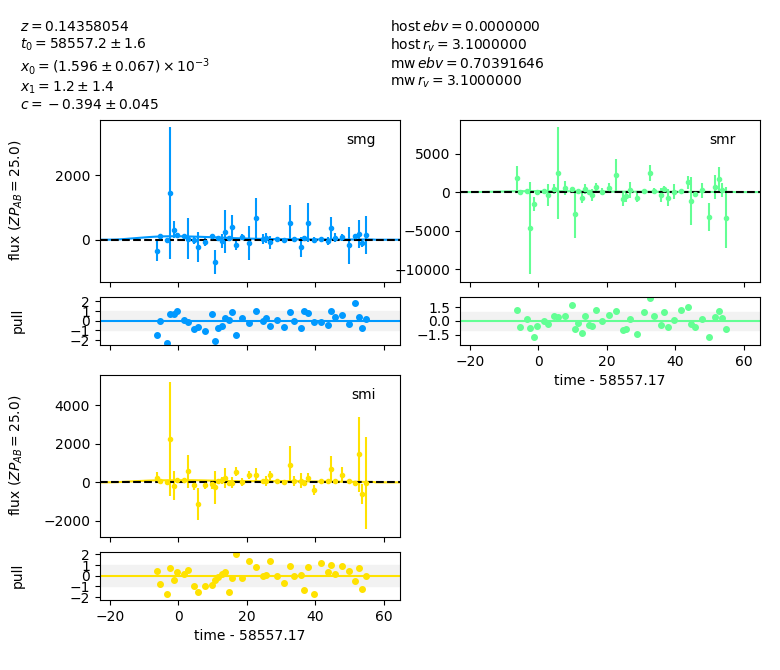 z = 0.14358054
t₀ = 58557.2 ± 1.6
x₀ = (1.596 ± 0.067) × 10⁻³
x₁ = 1.2 ± 1.4
c = −0.394 ± 0.045
host ebv = 0.0000000
host r_v = 3.1000000
mw ebv = 0.70391646
mw r_v = 3.1000000
flux (ZP_AB = 25.0)
smg
2000
0
smr
5000
0
−5000
−10000
pull
2
1
0
−1
−2
1.5
0.0
−1.5
−20 0 20 40 60
time - 58557.17
flux (ZP_AB = 25.0)
smi
4000
2000
0
−2000
pull
2
1
0
−1
−2
−20 0 20 40 60
time - 58557.17